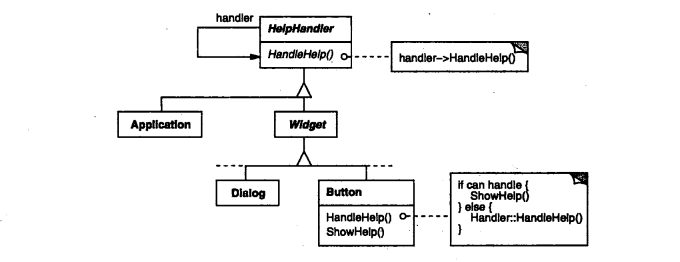 handler
HelpHandler
HandleHelp()
handler->HandleHelp()
Application
Widget
Dialog
Button
HandleHelp()
ShowHelp()
if can handle {
ShowHelp()
} else {
Handler::HandleHelp()
}